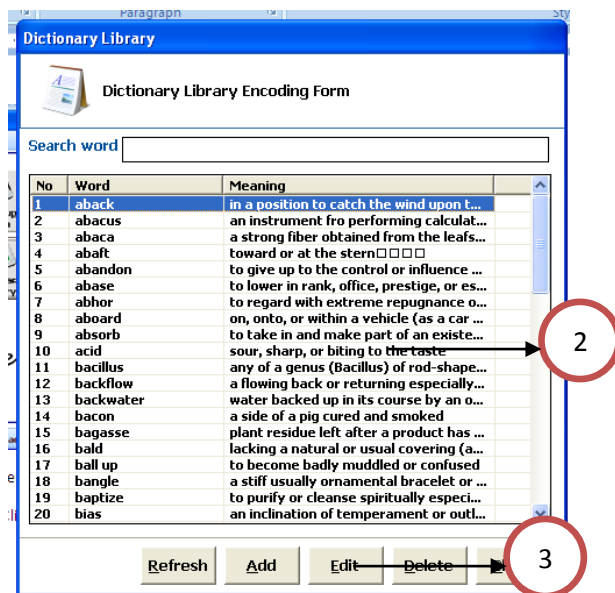 Paragraph
Sty
Dictionary Library
Dictionary Library Encoding Form
Search word
No Word Meaning
1 aback in a position to catch the wind upon t...
2 abacus an instrument fro performing calculat...
3 abaca a strong fiber obtained from the leafs...
4 abaft toward or at the stern□□□□
5 abandon to give up to the control or influence ...
6 abase to lower in rank, office, prestige, or es...
7 abhor to regard with extreme repugnance o...
8 aboard on, onto, or within a vehicle (as a car ...
9 absorb to take in and make part of an existe...
10 acid sour, sharp, or biting to the taste
11 bacillus any of a genus (Bacillus) of rod-shape...
12 backflow a flowing back or returning especially...
13 backwater water backed up in its course by an o...
14 bacon a side of a pig cured and smoked
15 bagasse plant residue left after a product has ...
16 bald lacking a natural or usual covering (a...
17 ball up to become badly muddled or confused
18 bangle a stiff usually ornamental bracelet or ...
19 baptize to purify or cleanse spiritually especi...
20 bias an inclination of temperament or outl...
2
Refresh Add Edit Delete
3